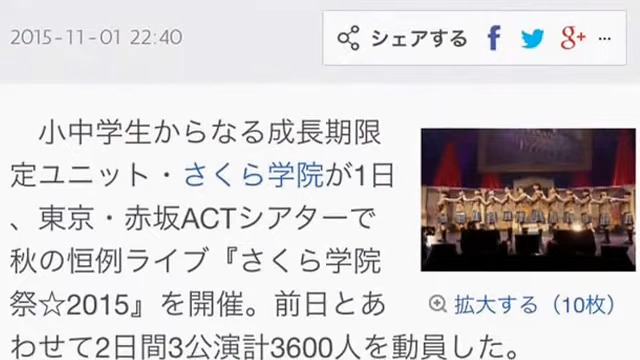 2015-11-01 22:40
シェアする
小中学生からなる成長期限
定ユニット・さくら学院が1日
、東京・赤坂ACTシアターで
秋の恒例ライブ『さくら学院
祭☆2015』を開催。前日とあ
わせて2日間3公演計3600人を動員した。
拡大する（10枚）